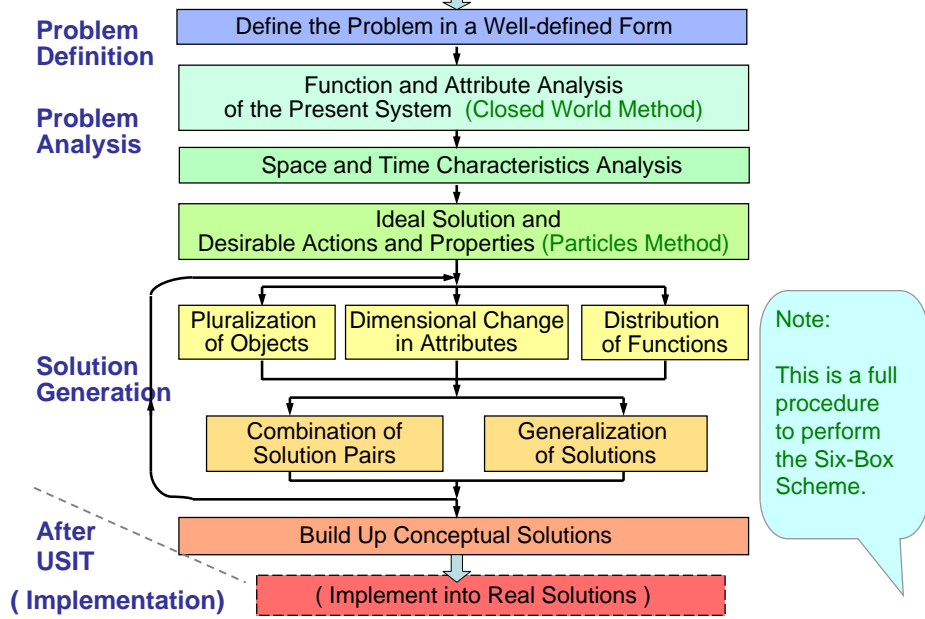 Problem
Definition
Define the Problem in a Well-defined Form
Problem
Analysis
Function and Attribute Analysis
of the Present System (Closed World Method)
Space and Time Characteristics Analysis
Ideal Solution and
Desirable Actions and Properties (Particles Method)
Solution
Generation
Pluralization
of Objects
Dimensional Change
in Attributes
Distribution
of Functions
Combination of
Solution Pairs
Generalization
of Solutions
Note:
This is a full
procedure
to perform
the Six-Box
Scheme.
After
USIT
( Implementation)
Build Up Conceptual Solutions
( Implement into Real Solutions )